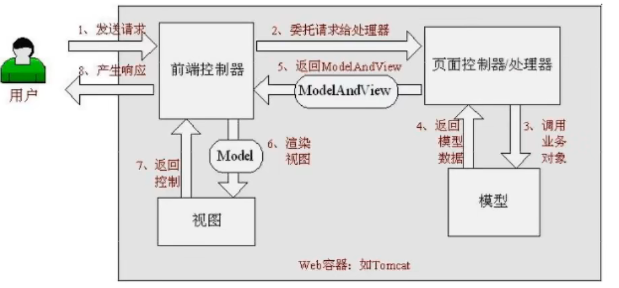 1、发送请求
2、委托请求给处理器
用户
8、产生响应
前端控制器
5、返回ModelAndView
ModelAndView
页面控制器/处理器
4、返回
模型
数据
3、调用
业务
对象
7、返回
控制
Model
6、渲染
视图
视图
模型
Web容器：如Tomcat